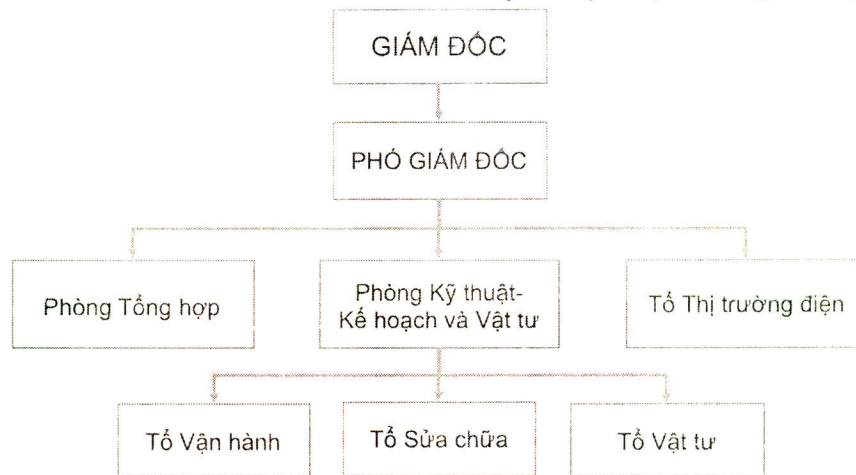 GIÁM ĐỐC
PHÓ GIÁM ĐỐC
Phòng Tổng hợp
Phòng Kỹ thuật-
Kế hoạch và Vật tư
Tổ Thị trường điện
Tổ Vận hành
Tổ Sửa chữa
Tổ Vật tư